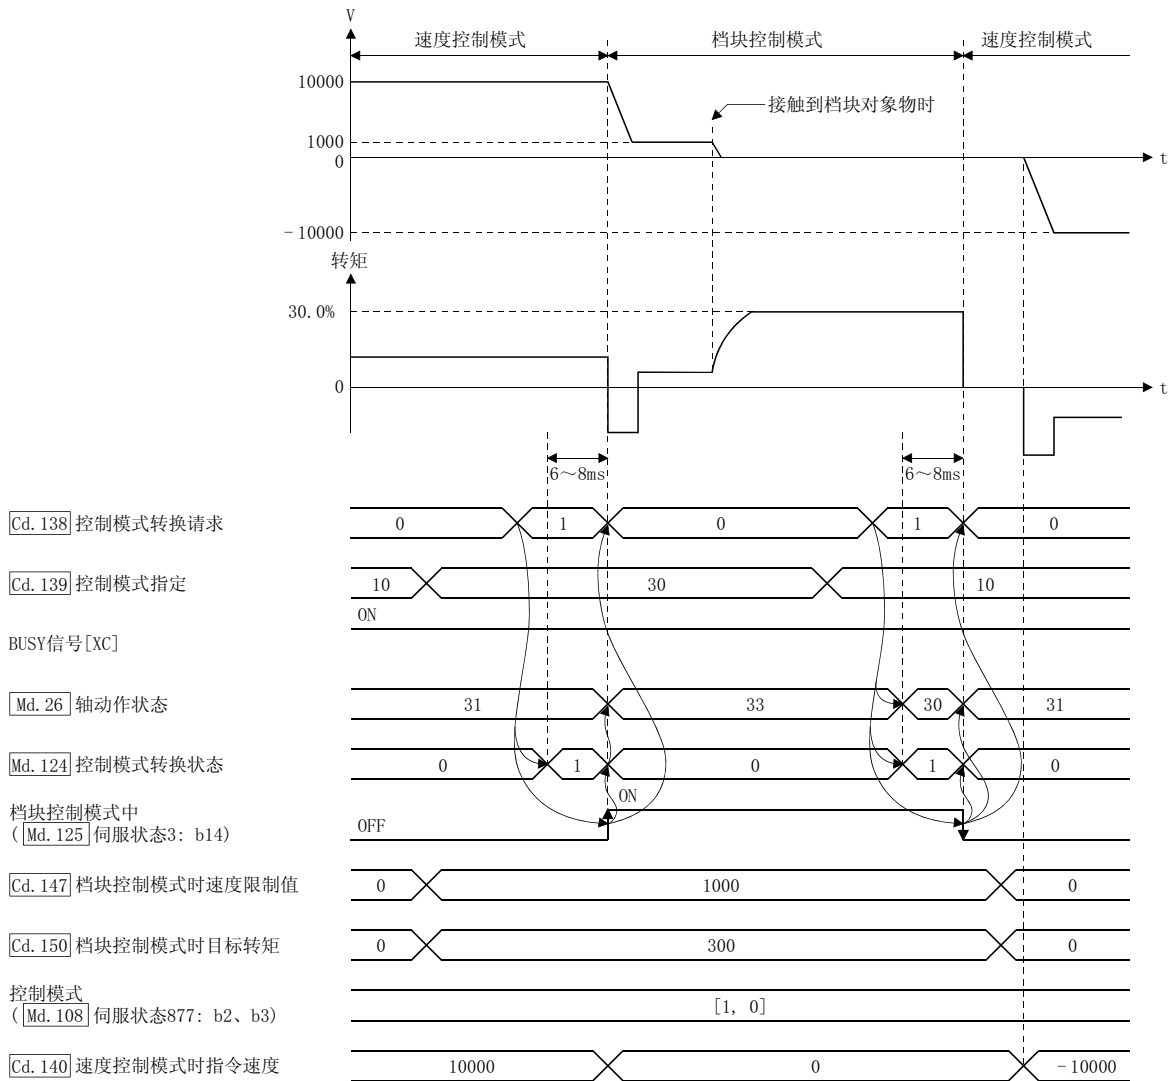 V
速度控制模式 档块控制模式 速度控制模式
10000
接触到档块对象物时
1000
0 t
-10000
转矩
30.0%
0 t
6～8ms 6～8ms
Cd.138 控制模式转换请求 0 1 0 1 0
Cd.139 控制模式指定 10 30 10
ON
BUSY信号[XC]
Md.26 轴动作状态 31 33 30 31
Md.124 控制模式转换状态 0 1 0 1 0
ON
档块控制模式中
(Md.125 伺服状态3: b14) OFF
Cd.147 档块控制模式时速度限制值 0 1000 0
Cd.150 档块控制模式时目标转矩 0 300 0
控制模式
(Md.108 伺服状态877: b2、b3) [1, 0]
Cd.140 速度控制模式时指令速度 10000 0 -10000